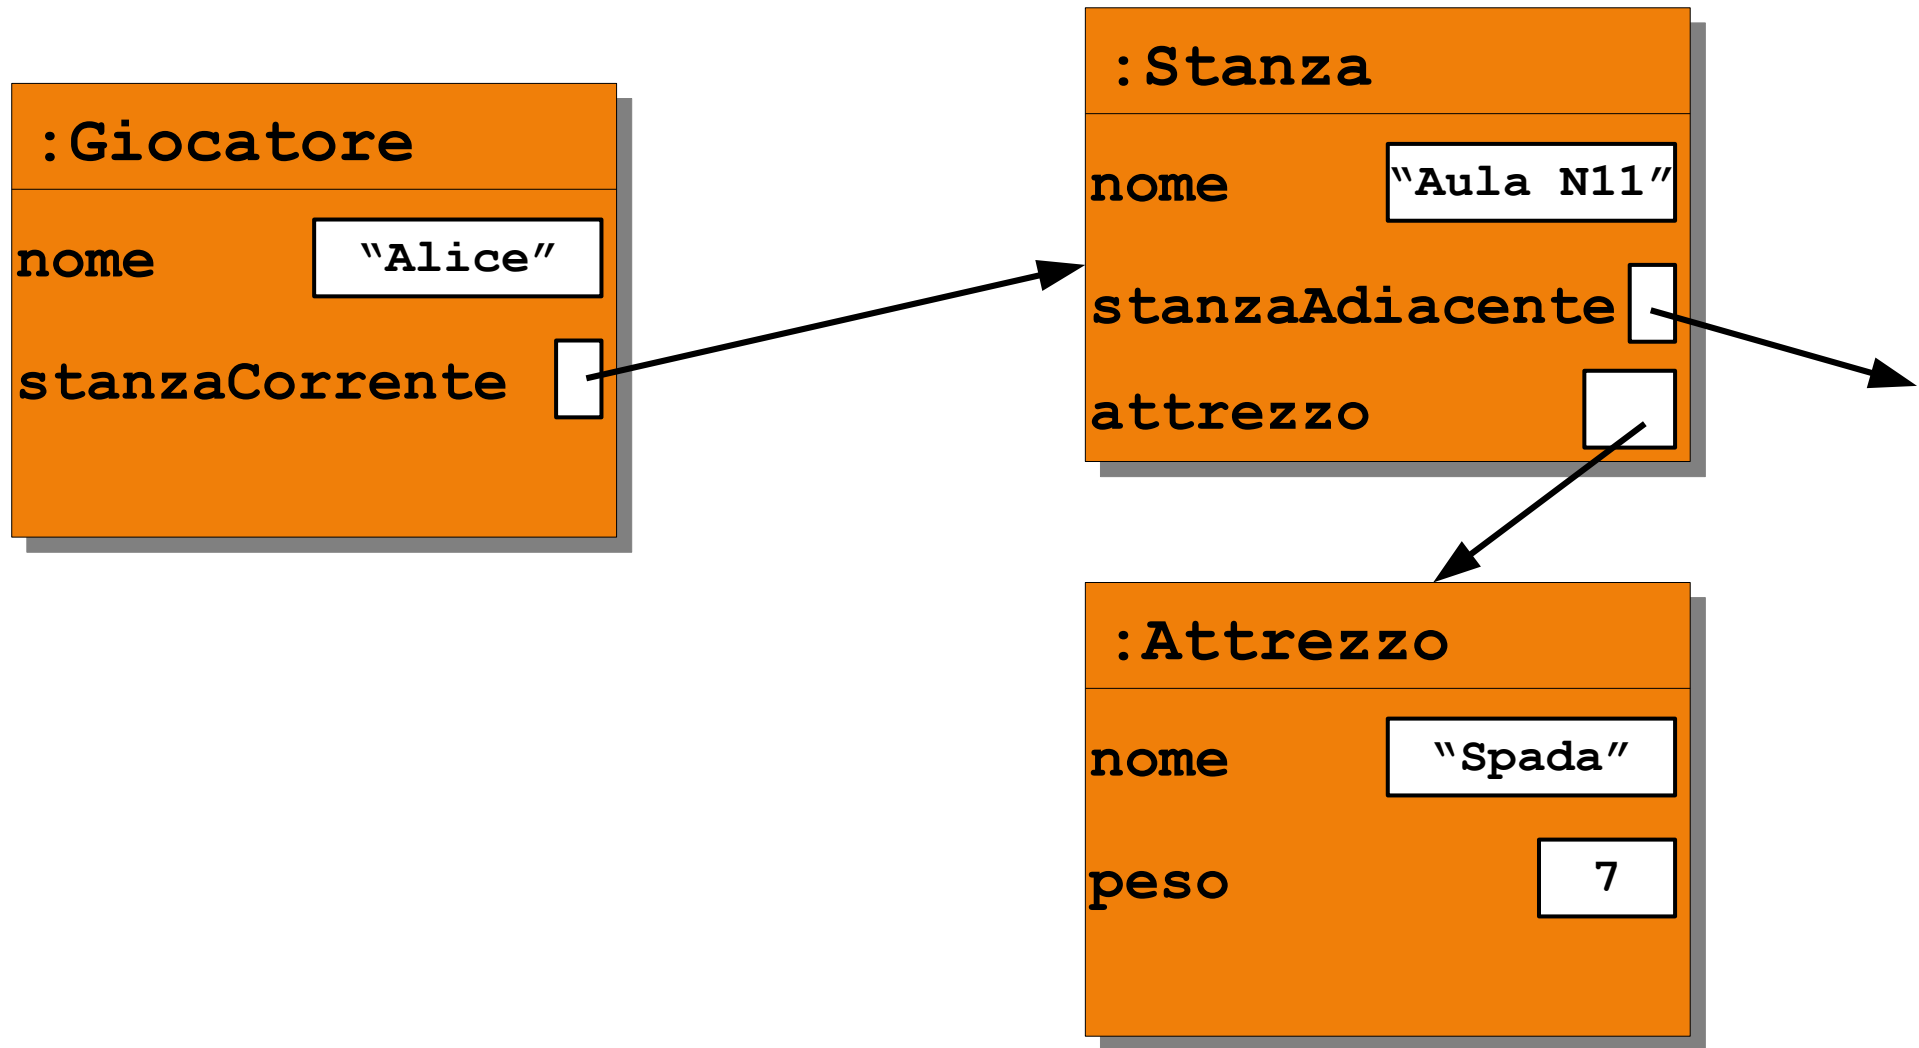 :Giocatore
nome “Alice”
stanzaCorrente
:Stanza
nome “Aula N11”
stanzaAdiacente
attrezzo
:Attrezzo
nome “Spada”
peso 7